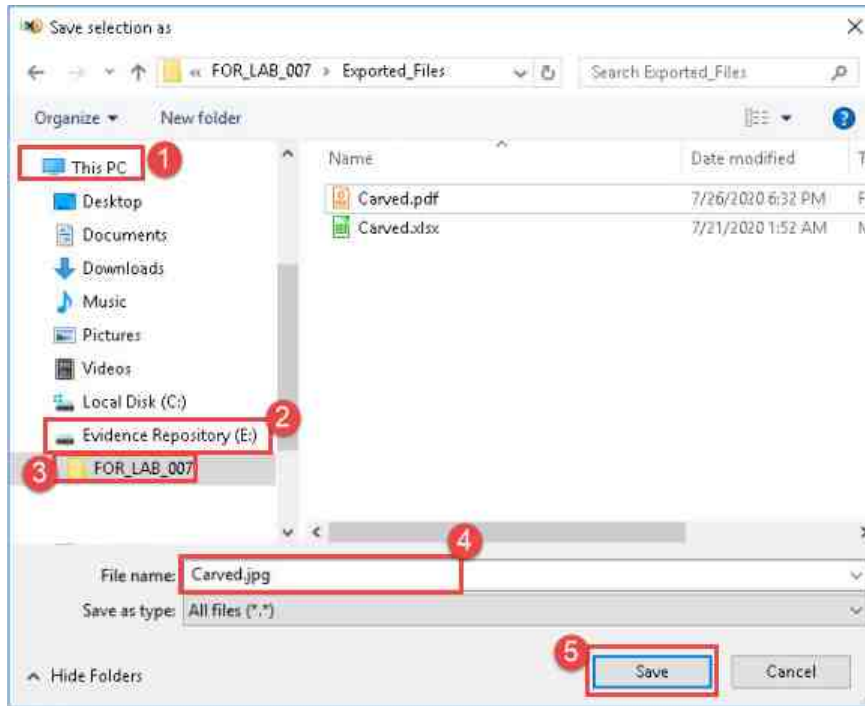 Save selection as
« FOR_LAB_007 › Exported_Files
Search Exported_Files
Organize
New folder
This PC
1
Name
Date modified
Desktop
Carved.pdf
7/26/2020 6:32 PM
Documents
Carved.xlsx
7/21/2020 1:52 AM
Downloads
Music
Pictures
Videos
Local Disk (C:)
Evidence Repository (E:)
2
3
FOR_LAB_007
4
File name:
Carved.jpg
Save as type:
All files (*.*)
5
Hide Folders
Save
Cancel